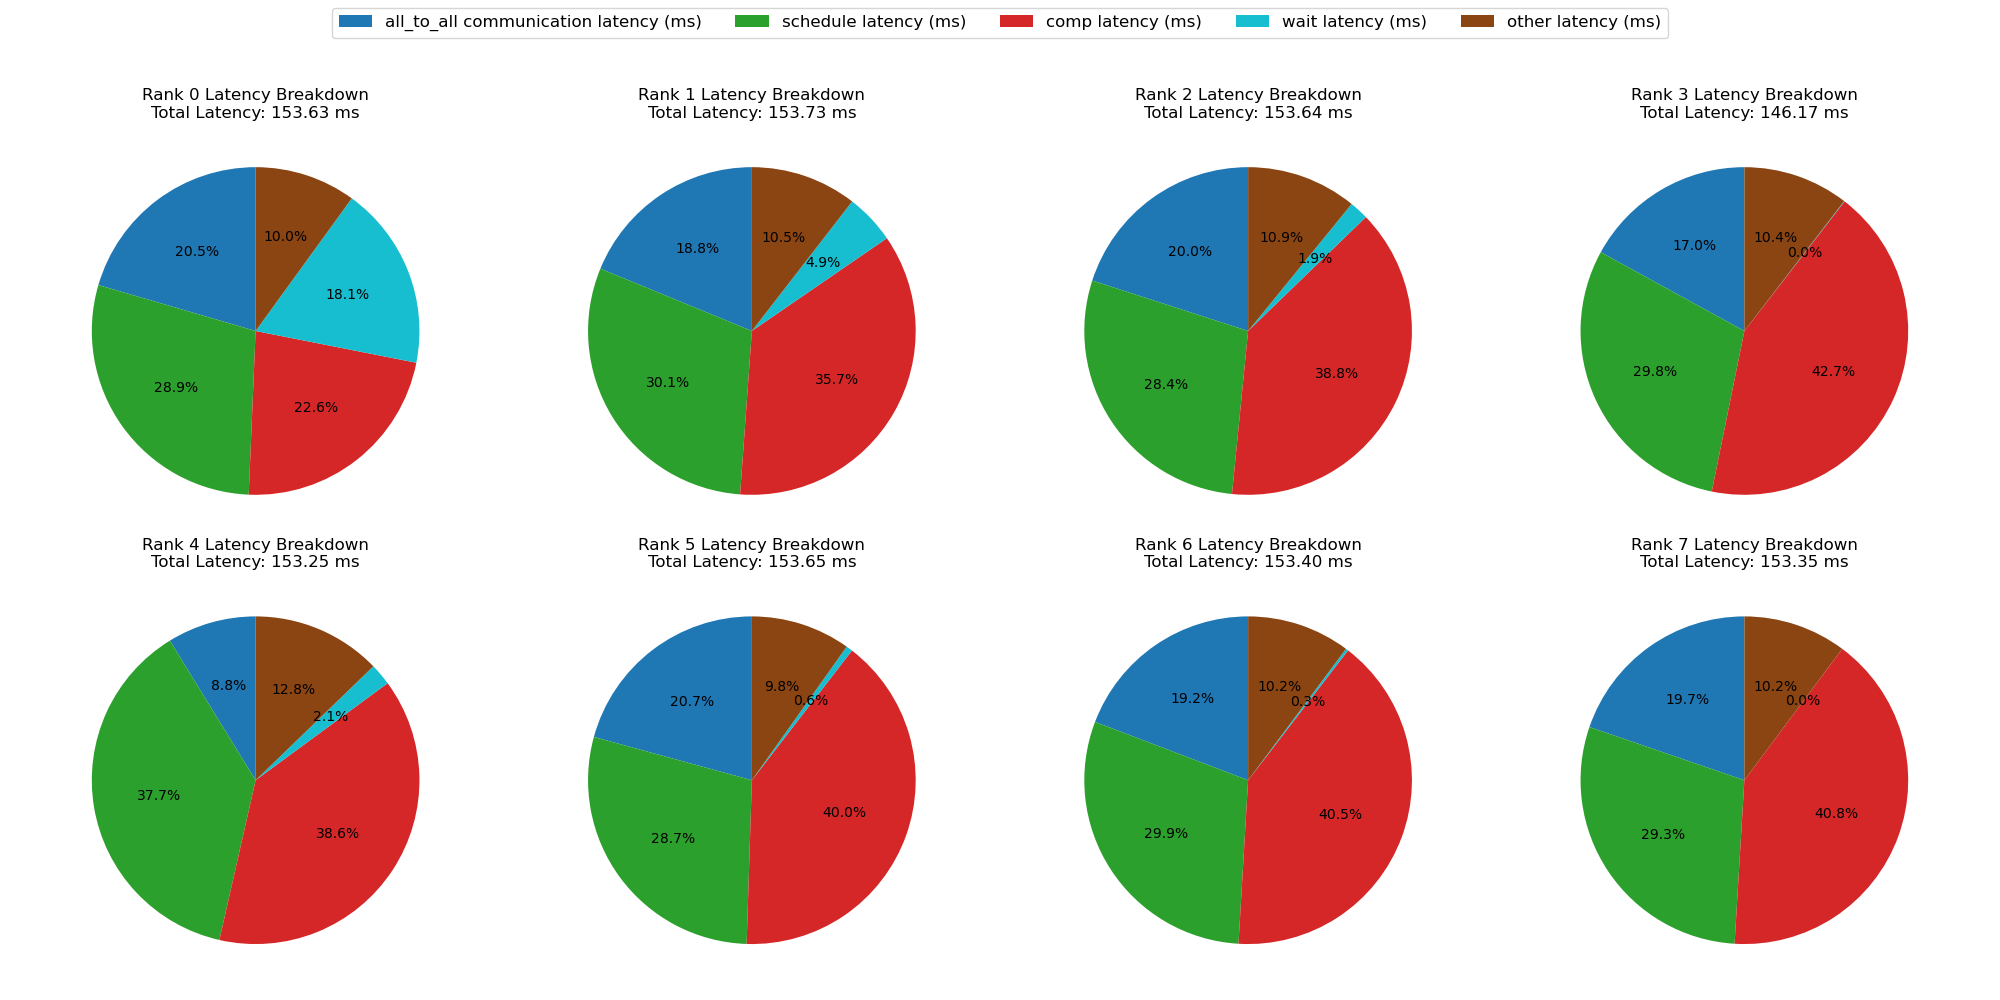 all_to_all communication latency (ms)
schedule latency (ms)
comp latency (ms)
wait latency (ms)
other latency (ms)
Rank 0 Latency Breakdown
Total Latency: 153.63 ms
20.5%
28.9%
22.6%
18.1%
10.0%
Rank 1 Latency Breakdown
Total Latency: 153.73 ms
18.8%
30.1%
35.7%
4.9%
10.5%
Rank 2 Latency Breakdown
Total Latency: 153.64 ms
20.0%
28.4%
38.8%
1.9%
10.9%
Rank 3 Latency Breakdown
Total Latency: 146.17 ms
17.0%
29.8%
42.7%
0.0%
10.4%
Rank 4 Latency Breakdown
Total Latency: 153.25 ms
8.8%
37.7%
38.6%
2.1%
12.8%
Rank 5 Latency Breakdown
Total Latency: 153.65 ms
20.7%
28.7%
40.0%
0.6%
9.8%
Rank 6 Latency Breakdown
Total Latency: 153.40 ms
19.2%
29.9%
40.5%
0.3%
10.2%
Rank 7 Latency Breakdown
Total Latency: 153.35 ms
19.7%
29.3%
40.8%
0.0%
10.2%